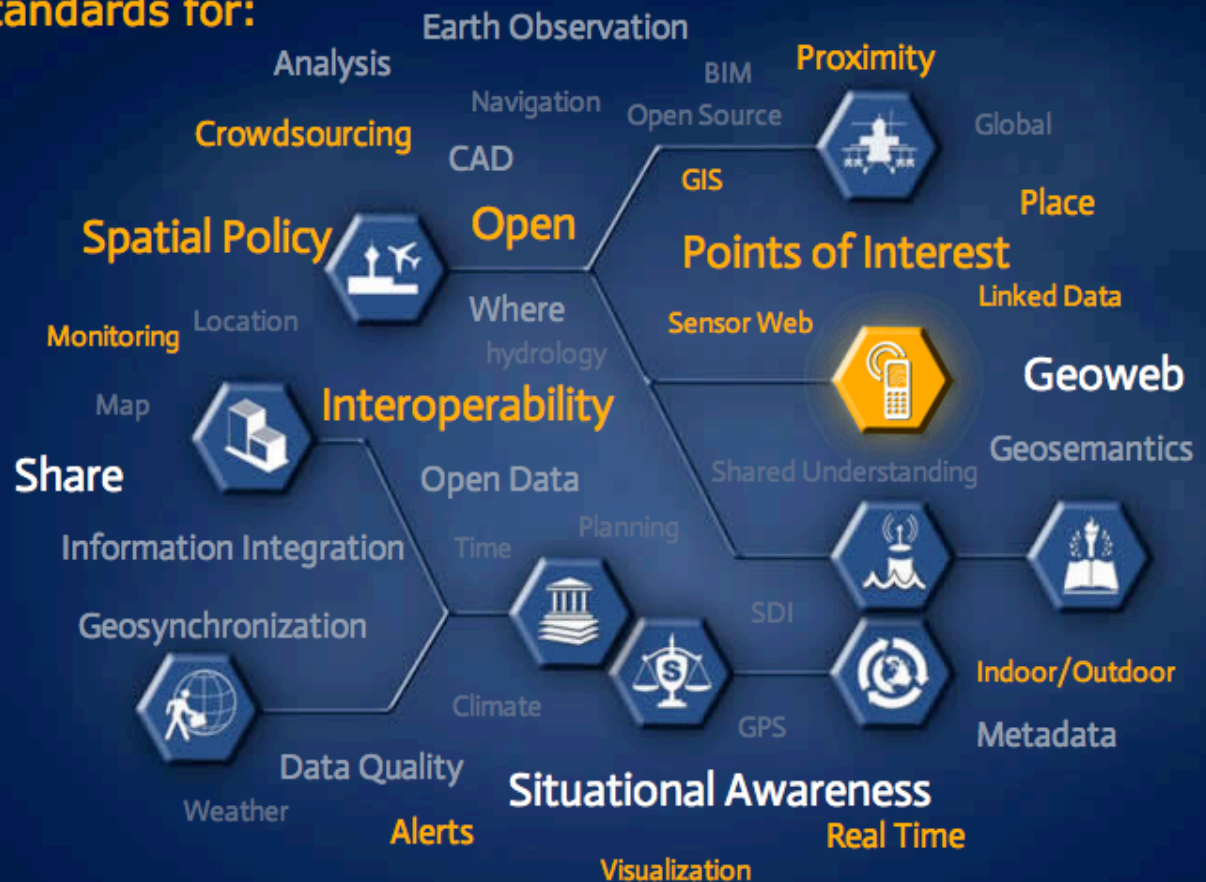 tandards for:
Earth Observation
Analysis
Proximity
BIM
Navigation
Open Source
Global
Crowdsourcing
CAD
GIS
Place
Spatial Policy
Open
Points of Interest
Linked Data
Where
Sensor Web
Location
Monitoring
hydrology
Geoweb
Map
Interoperability
Geosemantics
Share
Open Data
Shared Understanding
Planning
Information Integration
Time
SDI
Geosynchronization
S
Indoor/Outdoor
Climate
GPS
Metadata
Data Quality
Situational Awareness
Weather
Alerts
Real Time
Visualization